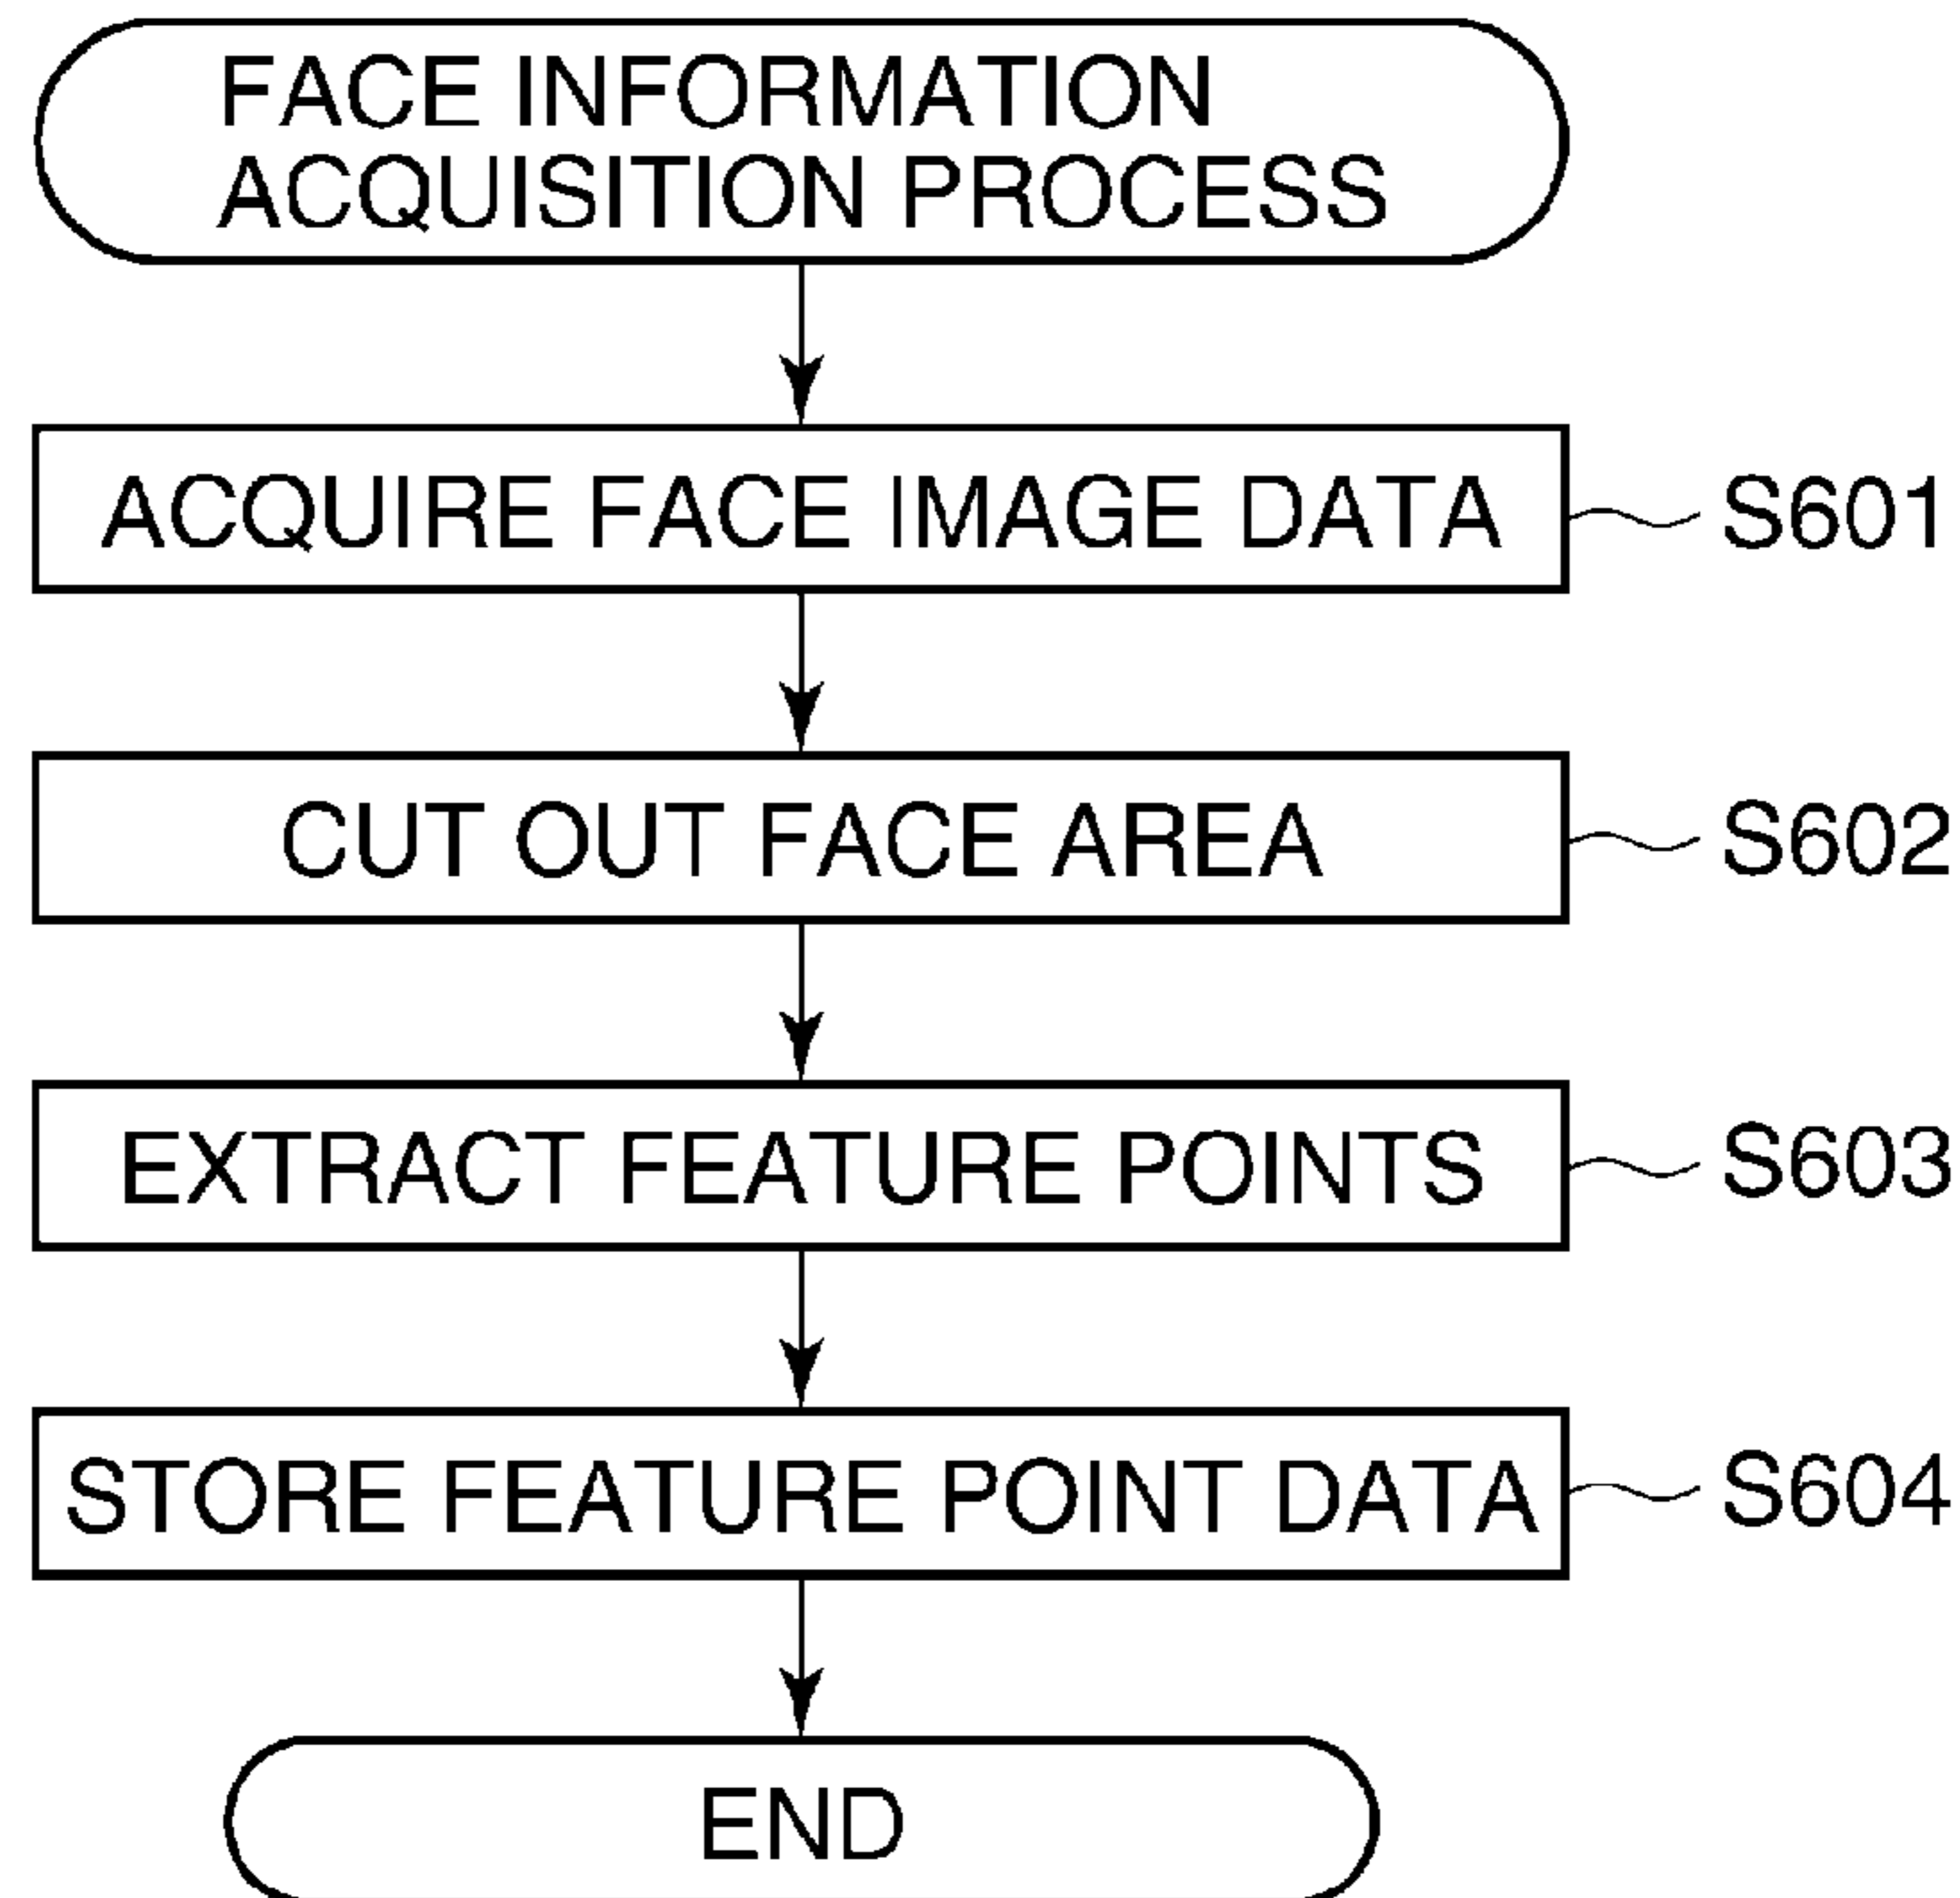 FACE INFORMATION
ACQUISITION PROCESS
ACQUIRE FACE IMAGE DATA S601
CUT OUT FACE AREA S602
EXTRACT FEATURE POINTS S603
STORE FEATURE POINT DATA S604
END